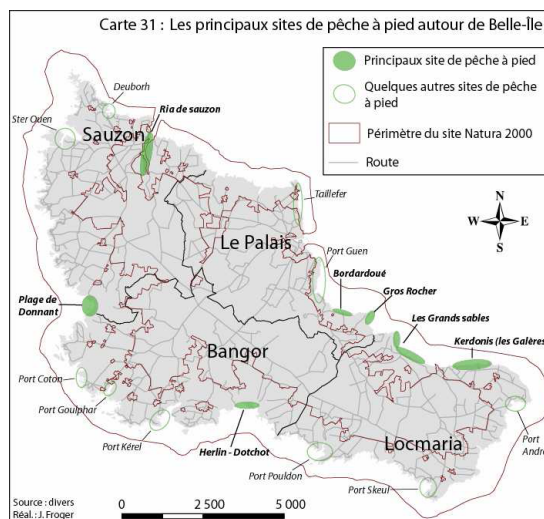 Carte 31 : Les principaux sites de pêche à pied autour de Belle-Île
Principaux site de pêche à pied
Quelques autres sites de pêche
à pied
Périmètre du site Natura 2000
Route
Deuborh
Ria de sauzon
Ster Ouen
Sauzon
Taillefer
N
W E
S
Le Palais
Port Guen
Bordardoué
Gros Rocher
Plage de
Donnant
Les Grands sables
Kerdonis (les Galères)
Bangor
Port Coton
Port Goulphar
Port Kérel
Herlin - Dotchot
Port Pouldon
Locmaria
Port
Andro
Port Skeul
Source : divers
Réal. : J. Froger
0 2 500 5 000